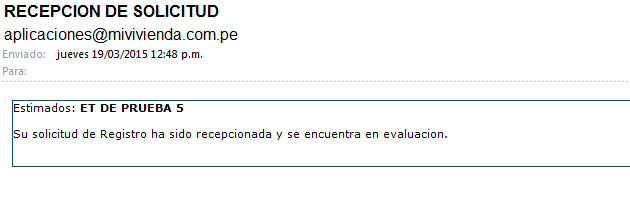 RECEPCION DE SOLICITUD
aplicaciones@mivivienda.com.pe
Enviado: jueves 19/03/2015 12:48 p.m.
Para:
Estimados: ET DE PRUEBA 5
Su solicitud de Registro ha sido recepcionada y se encuentra en evaluacion.